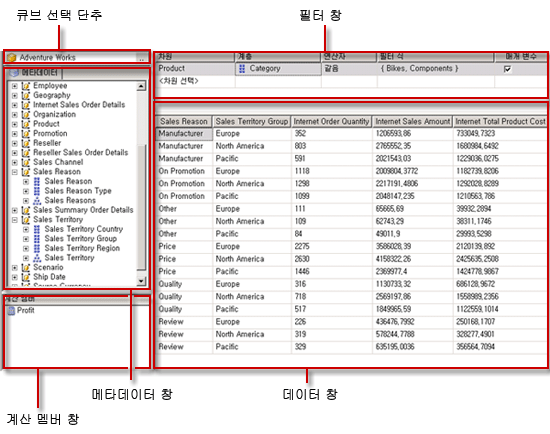 큐브 선택 단추
필터 창
Adventure Works
...
차원 계층 연산자 필터 식 매개 변수
Product Category 같음 { Bikes, Components }
<차원 선택>
메타데이터
Employee
Geography
Internet Sales Order Details
Organization
Product
Promotion
Reseller
Reseller Sales Order Details
Sales Channel
Sales Reason
Sales Reason
Sales Reason Type
Sales Reasons
Sales Summary Order Details
Sales Territory
Sales Territory Country
Sales Territory Group
Sales Territory Region
Sales Territory
Scenario
Ship Date
Source Currency
계산 멤버
Profit
Sales Reason Sales Territory Group Internet Order Quantity Internet Sales Amount Internet Total Product Cost
Manufacturer Europe 352 1206593,86 733049,7323
Manufacturer North America 803 2765552,35 1680984,6492
Manufacturer Pacific 591 2021543,03 1229036,0275
On Promotion Europe 1118 2009804,3772 1182739,8206
On Promotion North America 1298 2217191,4806 1292028,8289
On Promotion Pacific 1099 2048147,235 1210563,786
Other Europe 111 65665,69 39932,2894
Other North America 109 62743,29 38311,1746
Other Pacific 84 49011,9 29993,5298
Price Europe 2275 3586028,39 2120139,892
Price North America 2630 4158322,26 2425635,2508
Price Pacific 1446 2369977,4 1424778,9867
Quality Europe 316 1130733,32 686128,9672
Quality North America 718 2569197,86 1558989,2356
Quality Pacific 517 1849965,59 1122559,1014
Review Europe 226 436476,7992 250168,1707
Review North America 319 578244,7788 328277,4901
Review Pacific 329 635195,0036 356564,7094
메타데이터 창
데이터 창
계산 멤버 창